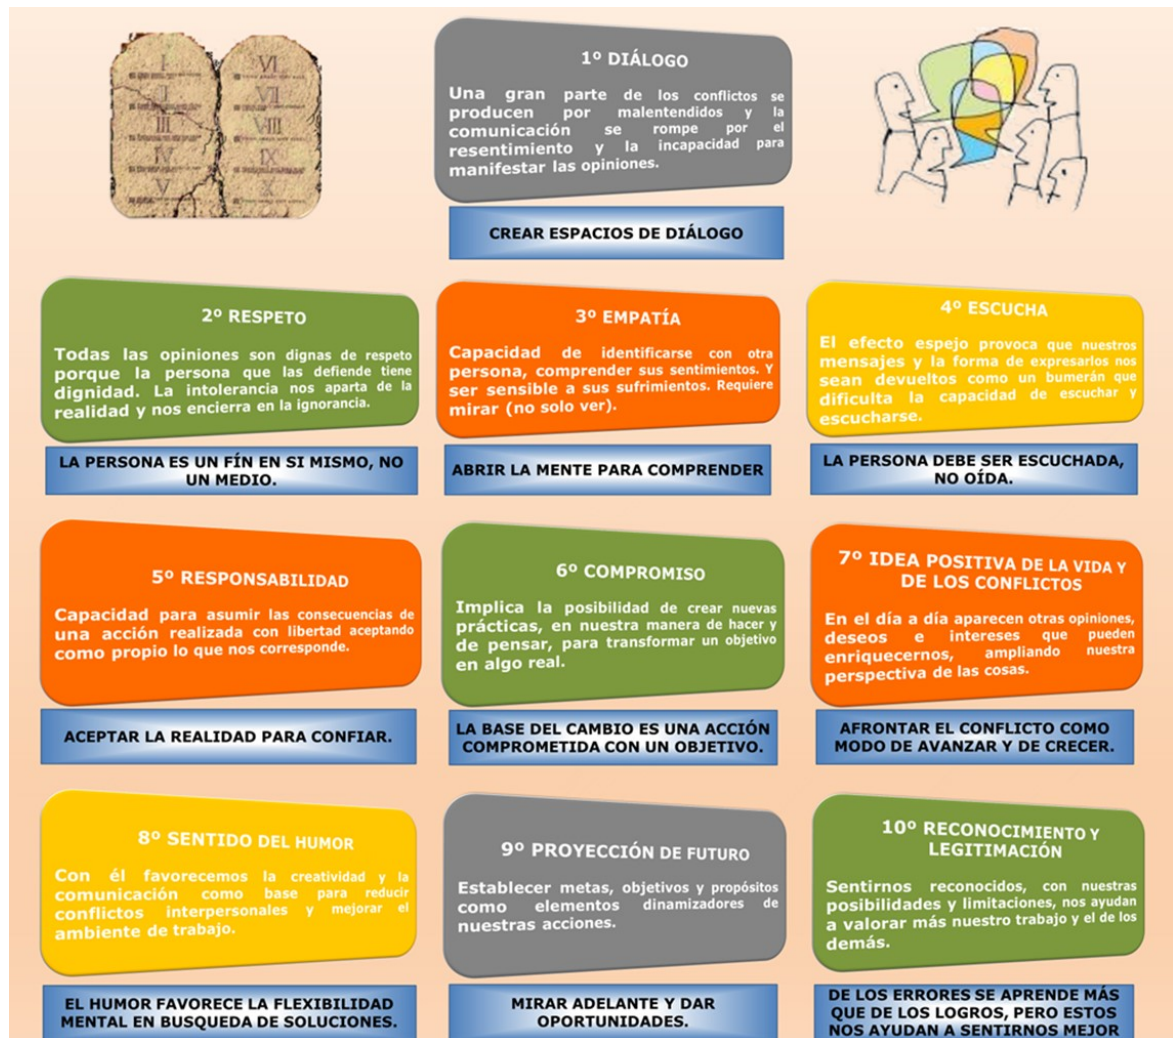 I
II
III
IV
V
VI
VII
VIII
IX
X
1º DIÁLOGO
Una gran parte de los conflictos se
producen por malentendidos y la
comunicación se rompe por el
resentimiento y la incapacidad para
manifestar las opiniones.
CREAR ESPACIOS DE DIÁLOGO
2º RESPETO
Todas las opiniones son dignas de respeto
porque la persona que las defiende tiene
dignidad. La intolerancia nos aparta de la
realidad y nos encierra en la ignorancia.
LA PERSONA ES UN FÍN EN SI MISMO, NO
UN MEDIO.
3º EMPATÍA
Capacidad de identificarse con otra
persona, comprender sus sentimientos. Y
ser sensible a sus sufrimientos. Requiere
mirar (no solo ver).
ABRIR LA MENTE PARA COMPRENDER
4º ESCUCHA
El efecto espejo provoca que nuestros
mensajes y la forma de expresarlos nos
sean devueltos como un bumerán que
dificulta la capacidad de escuchar y
escucharse.
LA PERSONA DEBE SER ESCUCHADA,
NO OÍDA.
5º RESPONSABILIDAD
Capacidad para asumir las consecuencias de
una acción realizada con libertad aceptando
como propio lo que nos corresponde.
ACEPTAR LA REALIDAD PARA CONFIAR.
6º COMPROMISO
Implica la posibilidad de crear nuevas
prácticas, en nuestra manera de hacer y
de pensar, para transformar un objetivo
en algo real.
LA BASE DEL CAMBIO ES UNA ACCIÓN
COMPROMETIDA CON UN OBJETIVO.
7º IDEA POSITIVA DE LA VIDA Y
DE LOS CONFLICTOS
En el día a día aparecen otras opiniones,
deseos e intereses que pueden
enriquecernos, ampliando nuestra
perspectiva de las cosas.
AFRONTAR EL CONFLICTO COMO
MODO DE AVANZAR Y DE CRECER.
8º SENTIDO DEL HUMOR
Con él favorecemos la creatividad y la
comunicación como base para reducir
conflictos interpersonales y mejorar el
ambiente de trabajo.
EL HUMOR FAVORECE LA FLEXIBILIDAD
MENTAL EN BUSQUEDA DE SOLUCIONES.
9º PROYECCIÓN DE FUTURO
Establecer metas, objetivos y propósitos
como elementos dinamizadores de
nuestras acciones.
MIRAR ADELANTE Y DAR
OPORTUNIDADES.
10º RECONOCIMIENTO Y
LEGITIMACIÓN
Sentirnos reconocidos, con nuestras
posibilidades y limitaciones, nos ayudan
a valorar más nuestro trabajo y el de los
demás.
DE LOS ERRORES SE APRENDE MÁS
QUE DE LOS LOGROS, PERO ESTOS
NOS AYUDAN A SENTIRNOS MEJOR